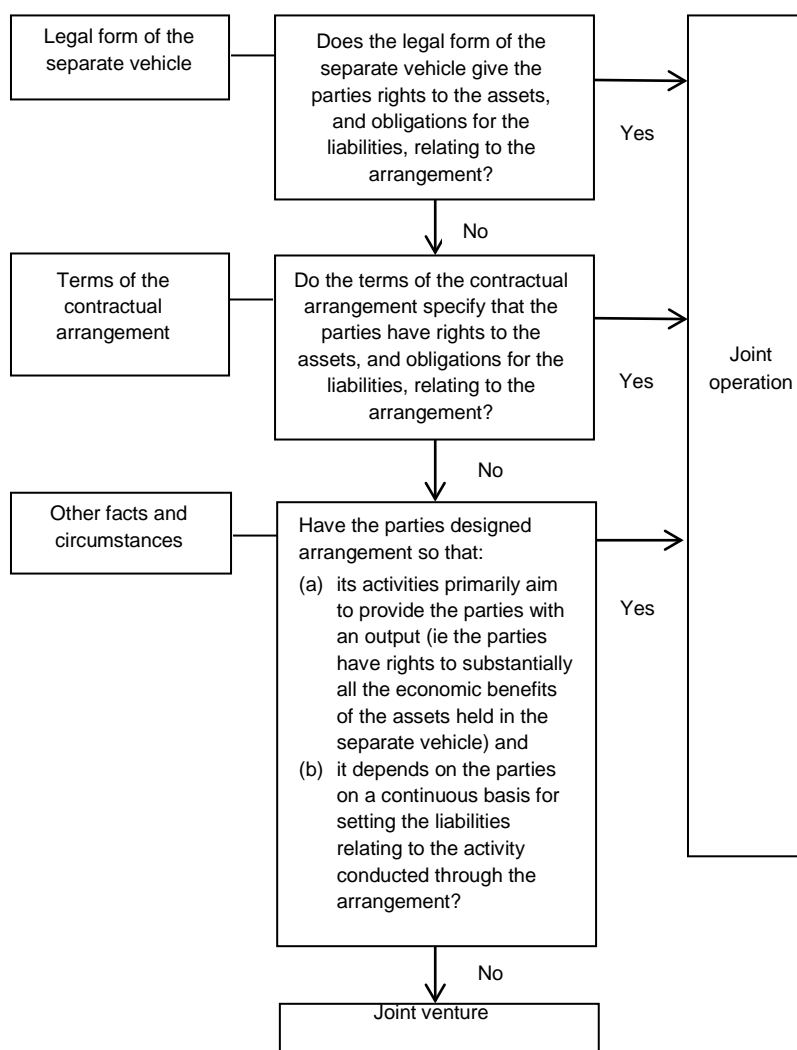 Legal form of the
separate vehicle
Does the legal form of the
separate vehicle give the
parties rights to the assets,
and obligations for the
liabilities, relating to the
arrangement?
Yes
No
Terms of the
contractual
arrangement
Do the terms of the contractual
arrangement specify that the
parties have rights to the
assets, and obligations for the
liabilities, relating to the
arrangement?
Yes
Joint
operation
No
Other facts and
circumstances
Have the parties designed
arrangement so that:
(a) its activities primarily aim
to provide the parties with
an output (ie the parties
have rights to substantially
all the economic benefits
of the assets held in the
separate vehicle) and
(b) it depends on the parties
on a continuous basis for
setting the liabilities
relating to the activity
conducted through the
arrangement?
Yes
No
Joint venture